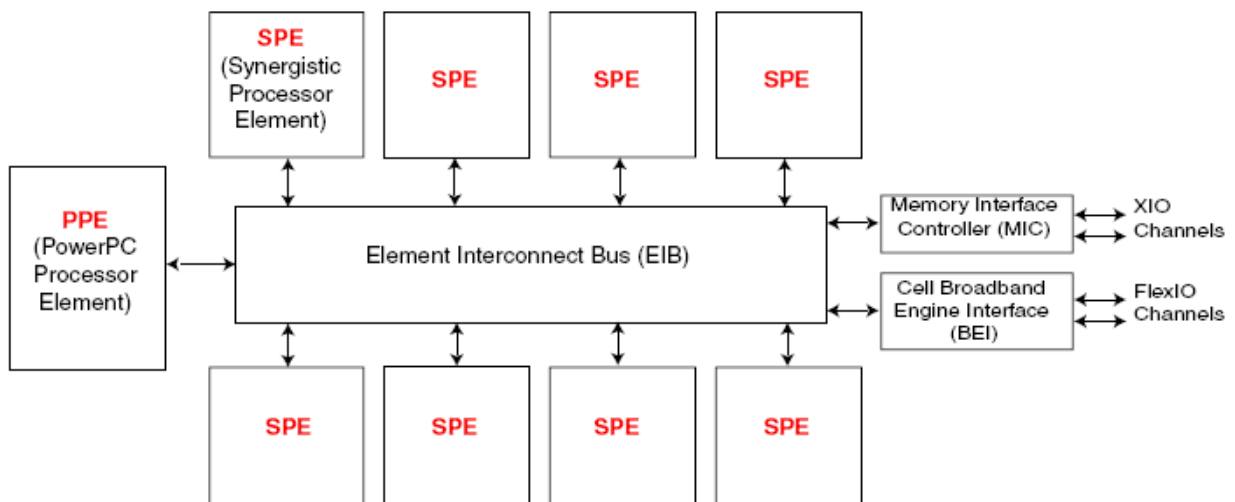 SPE
(Synergistic
Processor
Element)
SPE
SPE
SPE
PPE
(PowerPC
Processor
Element)
Element Interconnect Bus (EIB)
Memory Interface
Controller (MIC)
XIO
Channels
Cell Broadband
Engine Interface
(BEI)
FlexIO
Channels
SPE
SPE
SPE
SPE